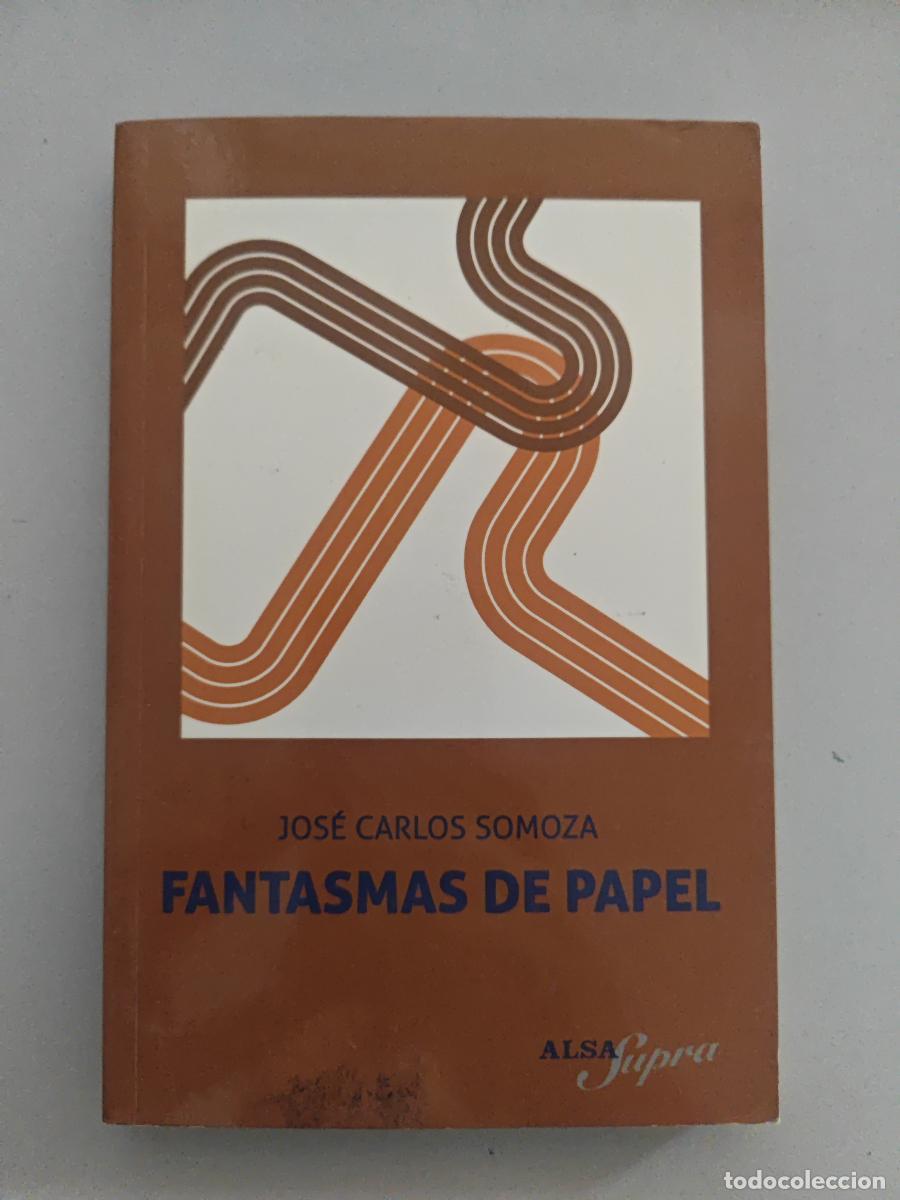 JOSÉ CARLOS SOMOZA
FANTASMAS DE PAPEL
ALSA Supra
todocoleccion